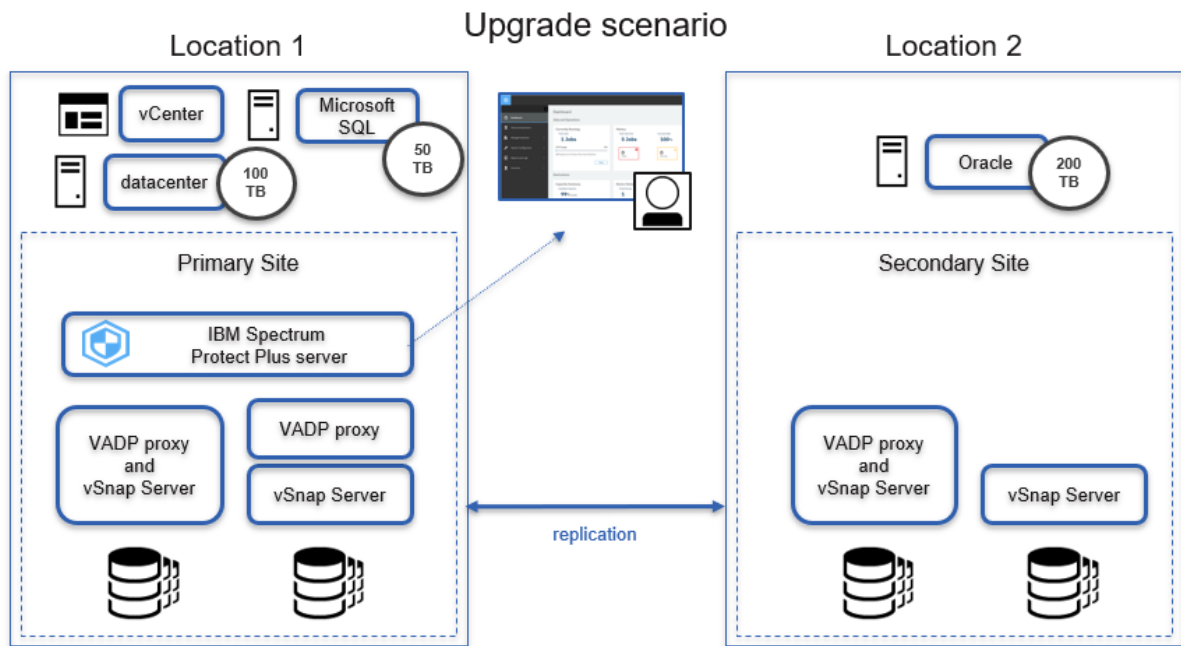 Upgrade scenario
Location 1
Location 2
vCenter
Microsoft
SQL
50
TB
datacenter
100
TB
Oracle
200
TB
Primary Site
Secondary Site
IBM Spectrum
Protect Plus server
VADP proxy
and
vSnap Server
VADP proxy
vSnap Server
replication
VADP proxy
and
vSnap Server
vSnap Server